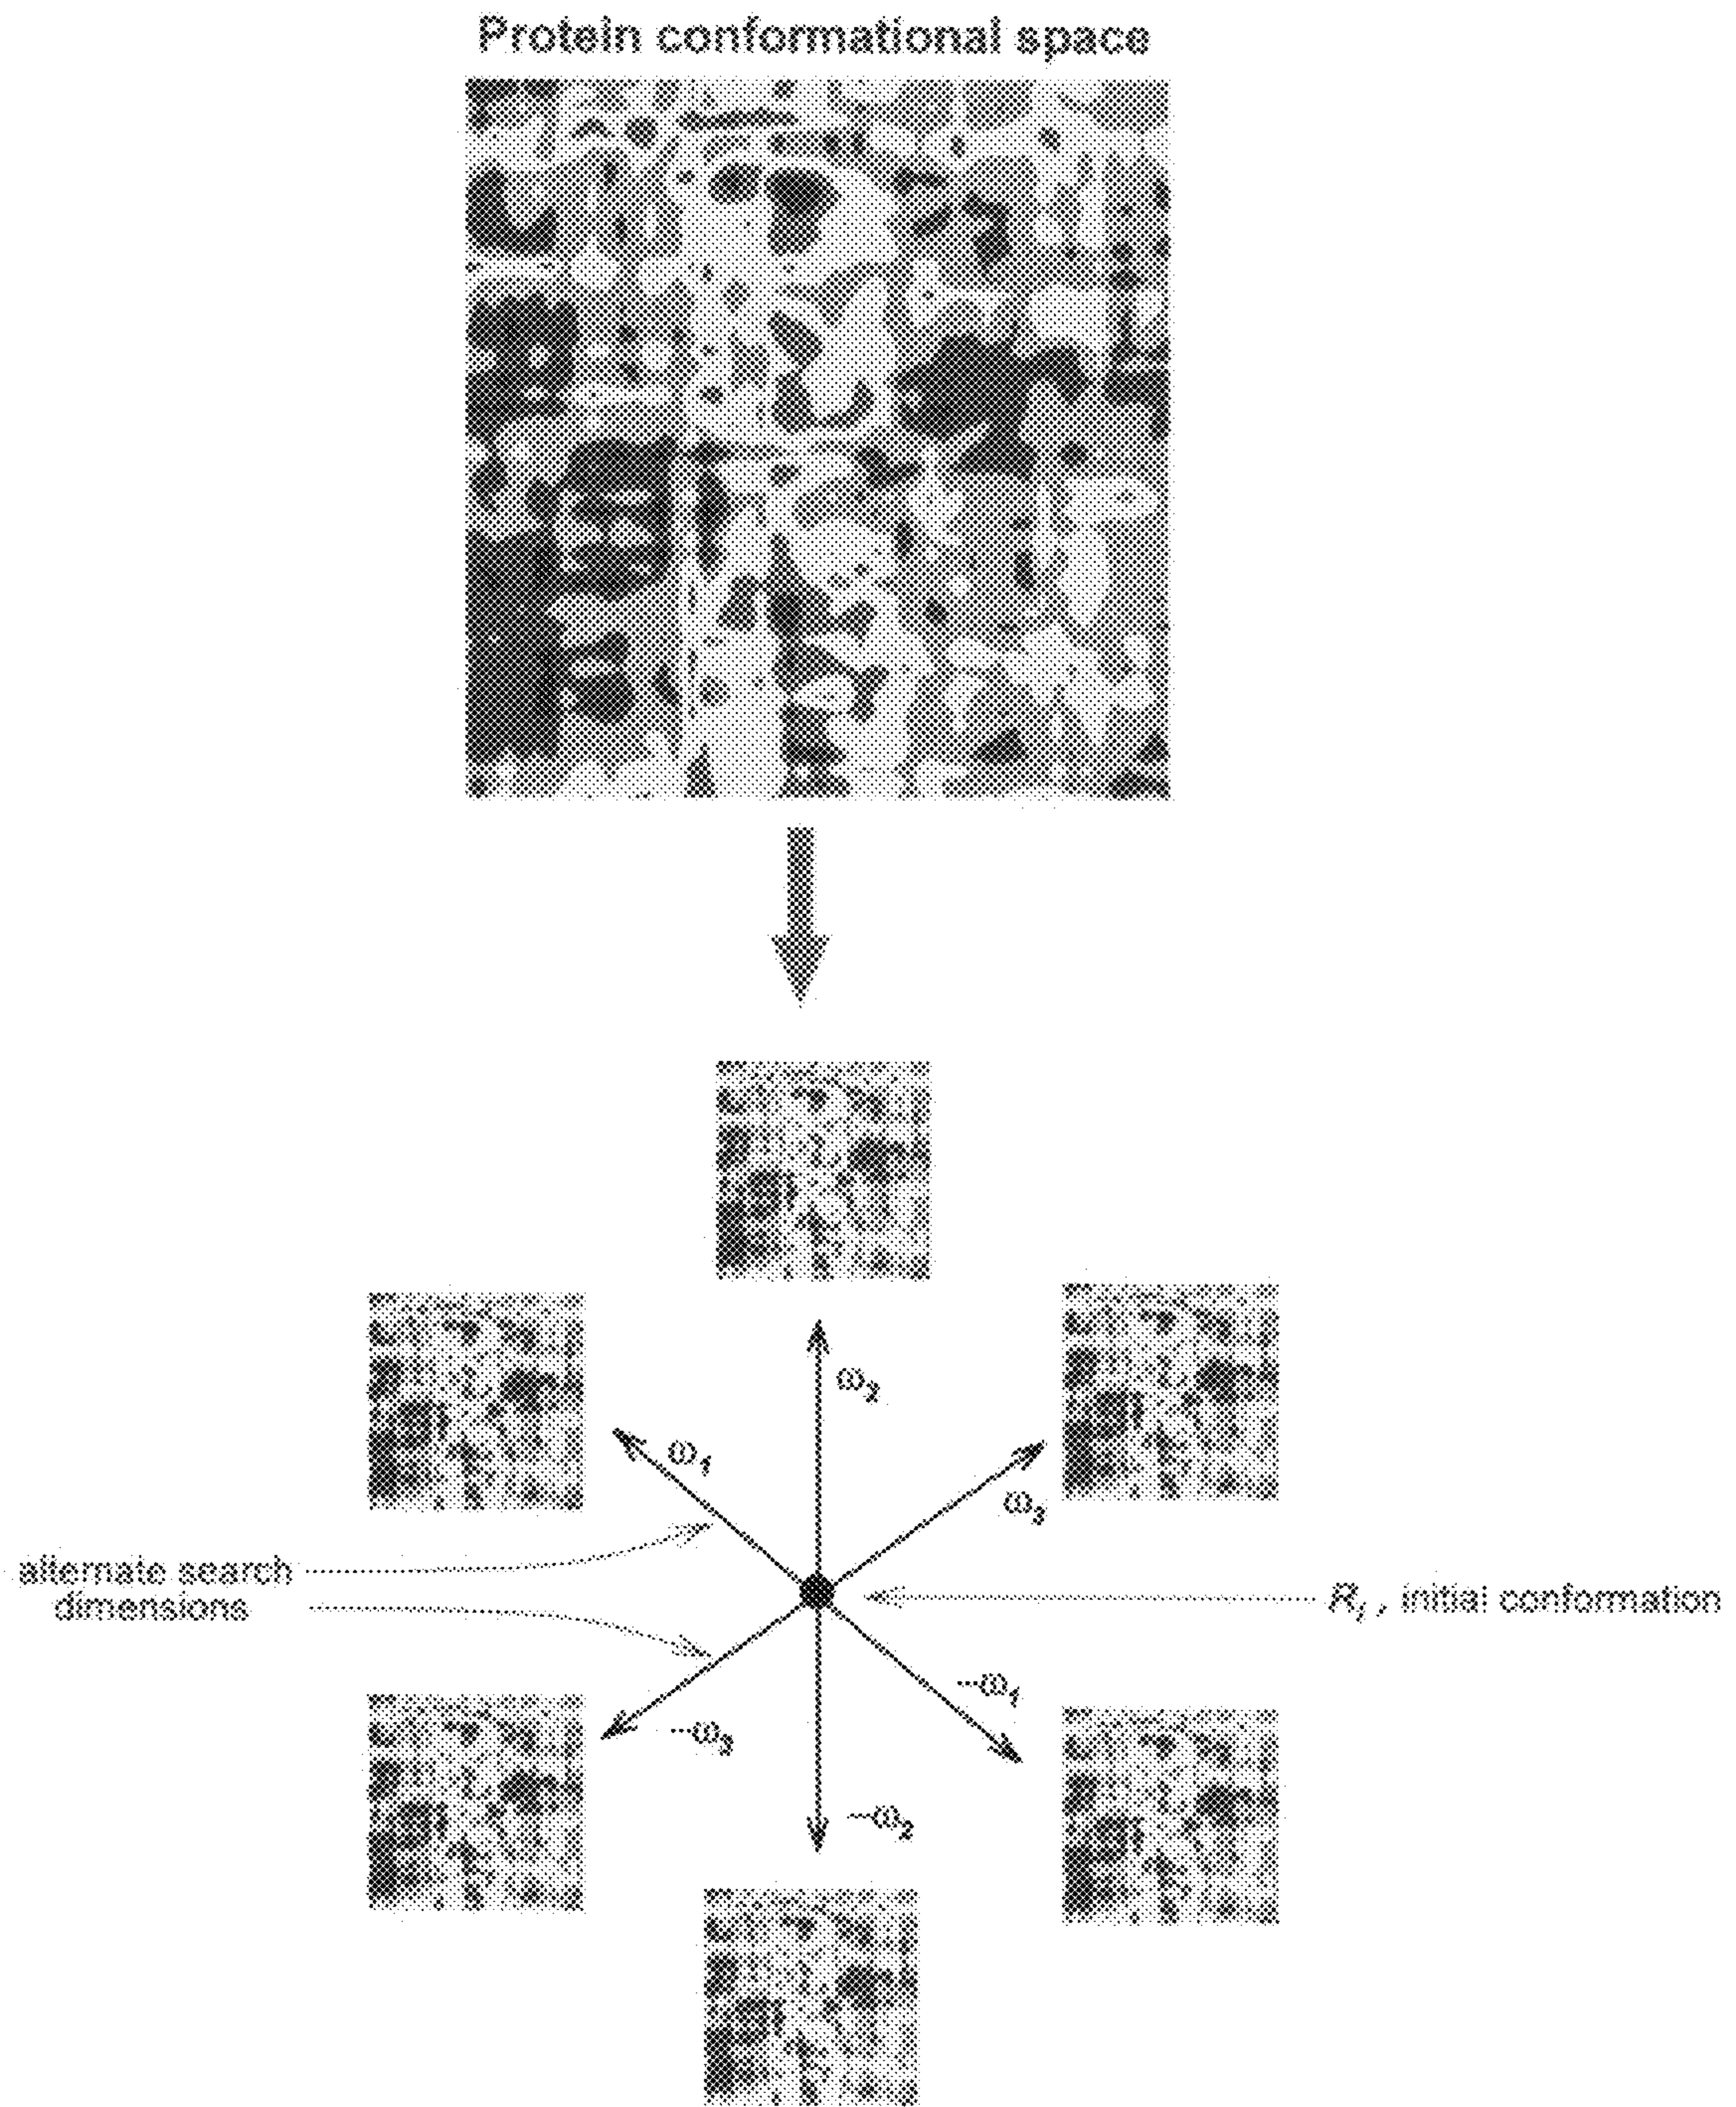 Protein conformational space
ω2
ω1
ω3
alternate search
dimensions
Ri , initial conformation
–ω1
–ω3
–ω2